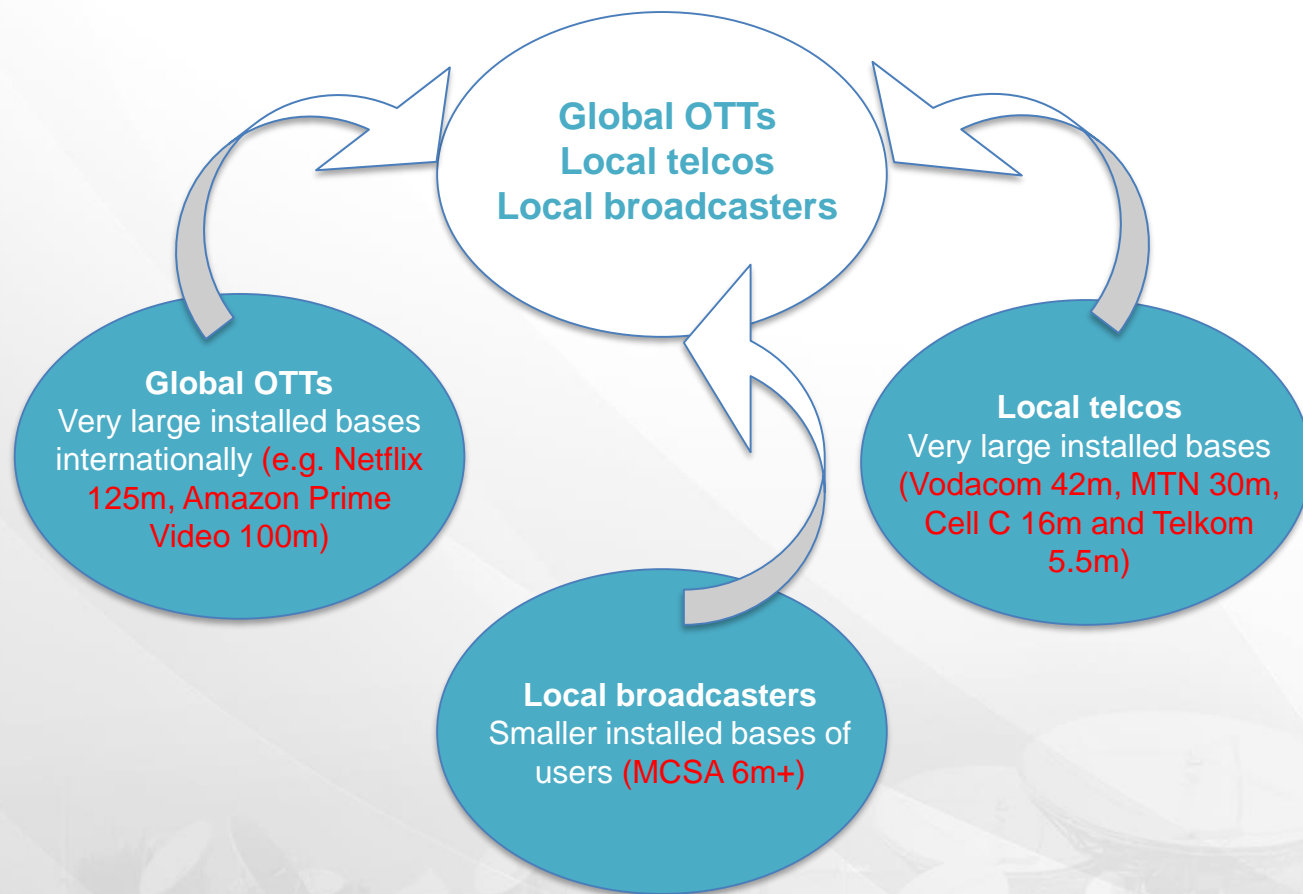 Global OTTs
Local telcos
Local broadcasters
Global OTTs
Very large installed bases
internationally (e.g. Netflix
125m, Amazon Prime
Video 100m)
Local telcos
Very large installed bases
(Vodacom 42m, MTN 30m,
Cell C 16m and Telkom
5.5m)
Local broadcasters
Smaller installed bases of
users (MCSA 6m+)